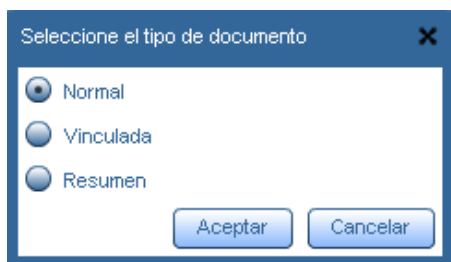 Seleccione el tipo de documento
Normal
Vinculada
Resumen
Aceptar Cancelar